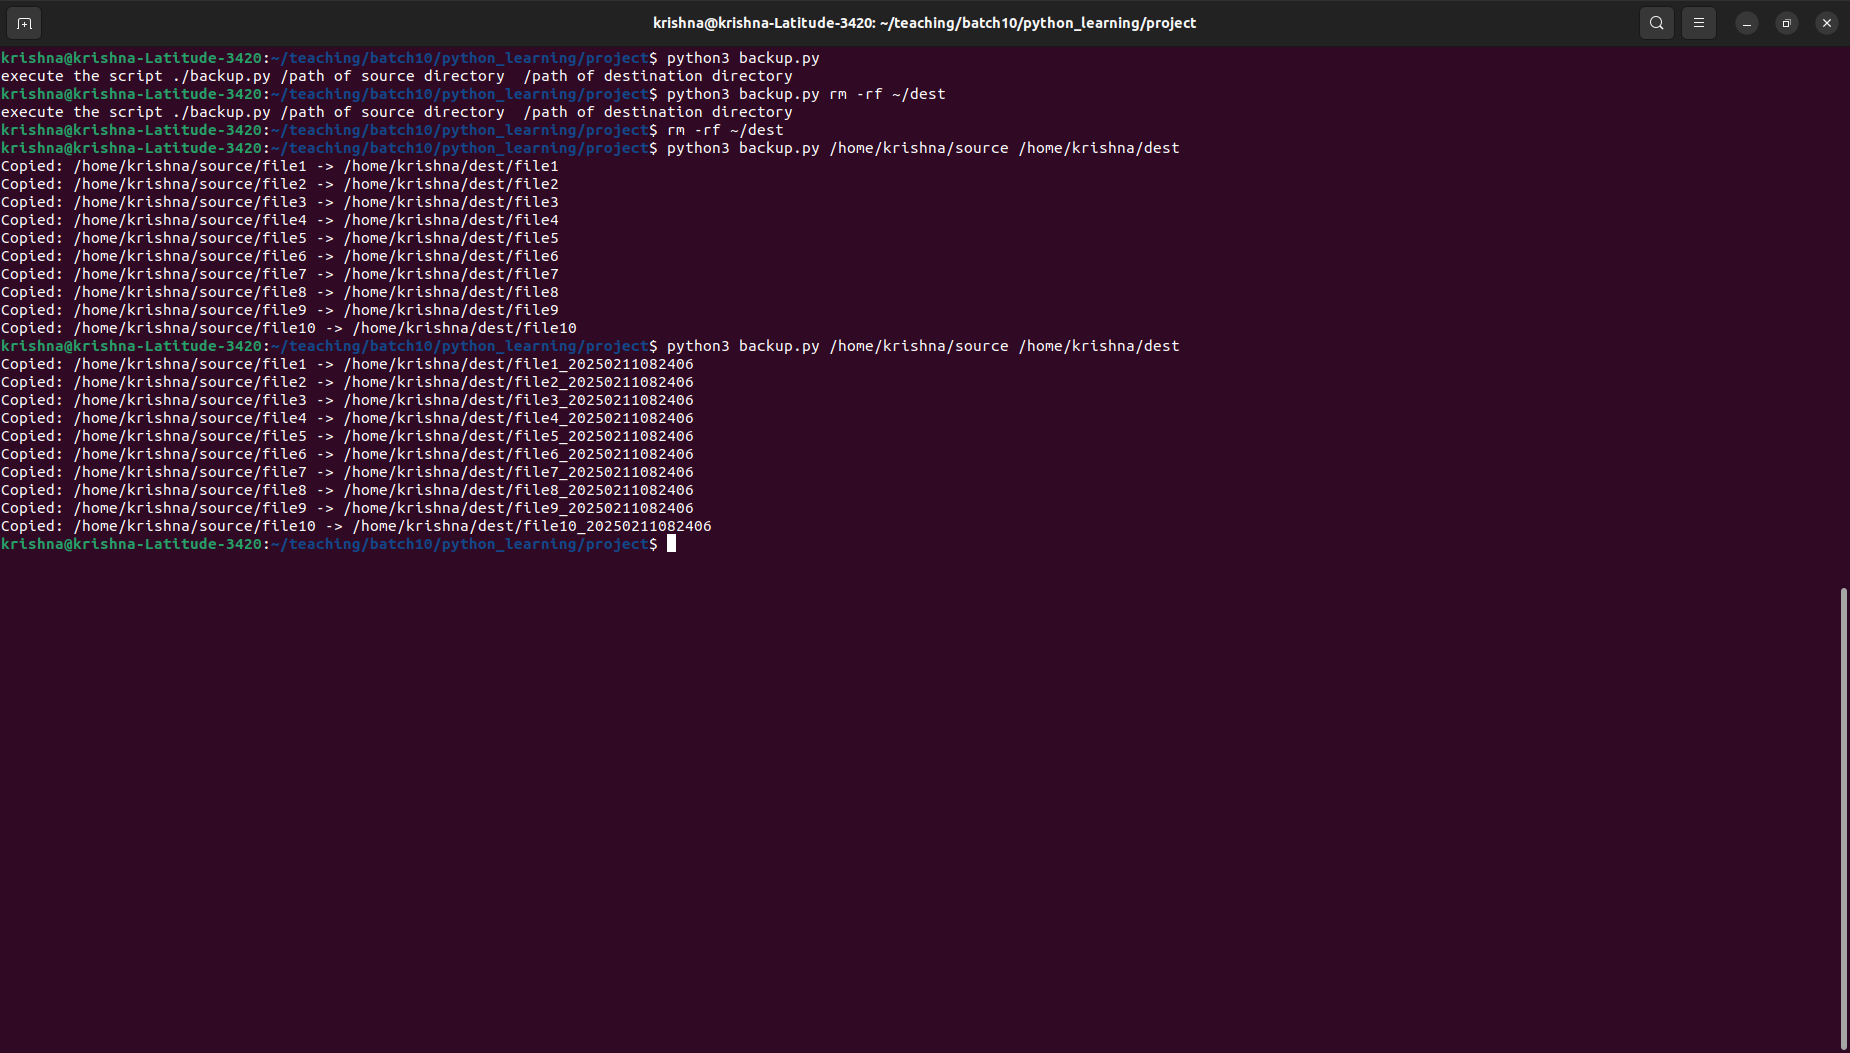 krishna@krishna-Latitude-3420: ~/teaching/batch10/python_learning/project
krishna@krishna-Latitude-3420:~/teaching/batch10/python_learning/project$ python3 backup.py
execute the script ./backup.py /path of source directory  /path of destination directory
krishna@krishna-Latitude-3420:~/teaching/batch10/python_learning/project$ python3 backup.py rm -rf ~/dest
execute the script ./backup.py /path of source directory  /path of destination directory
krishna@krishna-Latitude-3420:~/teaching/batch10/python_learning/project$ rm -rf ~/dest
krishna@krishna-Latitude-3420:~/teaching/batch10/python_learning/project$ python3 backup.py /home/krishna/source /home/krishna/dest
Copied: /home/krishna/source/file1 -> /home/krishna/dest/file1
Copied: /home/krishna/source/file2 -> /home/krishna/dest/file2
Copied: /home/krishna/source/file3 -> /home/krishna/dest/file3
Copied: /home/krishna/source/file4 -> /home/krishna/dest/file4
Copied: /home/krishna/source/file5 -> /home/krishna/dest/file5
Copied: /home/krishna/source/file6 -> /home/krishna/dest/file6
Copied: /home/krishna/source/file7 -> /home/krishna/dest/file7
Copied: /home/krishna/source/file8 -> /home/krishna/dest/file8
Copied: /home/krishna/source/file9 -> /home/krishna/dest/file9
Copied: /home/krishna/source/file10 -> /home/krishna/dest/file10
krishna@krishna-Latitude-3420:~/teaching/batch10/python_learning/project$ python3 backup.py /home/krishna/source /home/krishna/dest
Copied: /home/krishna/source/file1 -> /home/krishna/dest/file1_20250211082406
Copied: /home/krishna/source/file2 -> /home/krishna/dest/file2_20250211082406
Copied: /home/krishna/source/file3 -> /home/krishna/dest/file3_20250211082406
Copied: /home/krishna/source/file4 -> /home/krishna/dest/file4_20250211082406
Copied: /home/krishna/source/file5 -> /home/krishna/dest/file5_20250211082406
Copied: /home/krishna/source/file6 -> /home/krishna/dest/file6_20250211082406
Copied: /home/krishna/source/file7 -> /home/krishna/dest/file7_20250211082406
Copied: /home/krishna/source/file8 -> /home/krishna/dest/file8_20250211082406
Copied: /home/krishna/source/file9 -> /home/krishna/dest/file9_20250211082406
Copied: /home/krishna/source/file10 -> /home/krishna/dest/file10_20250211082406
krishna@krishna-Latitude-3420:~/teaching/batch10/python_learning/project$